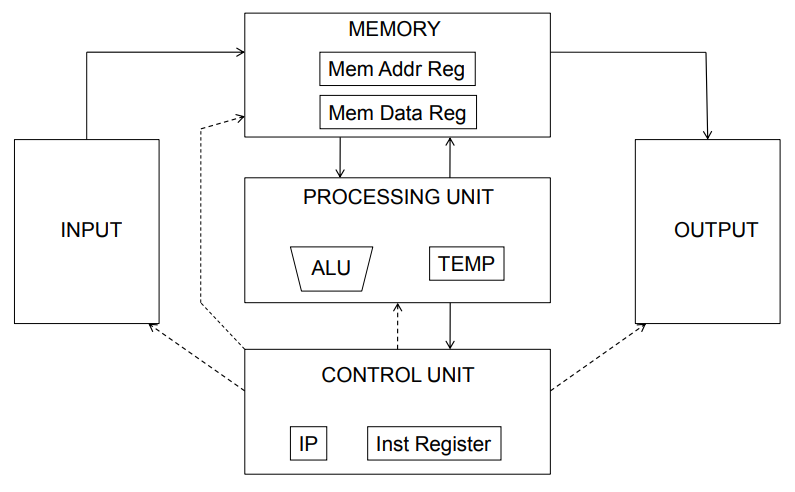 MEMORY
Mem Addr Reg
Mem Data Reg
INPUT
PROCESSING UNIT
ALU
TEMP
OUTPUT
CONTROL UNIT
IP
Inst Register